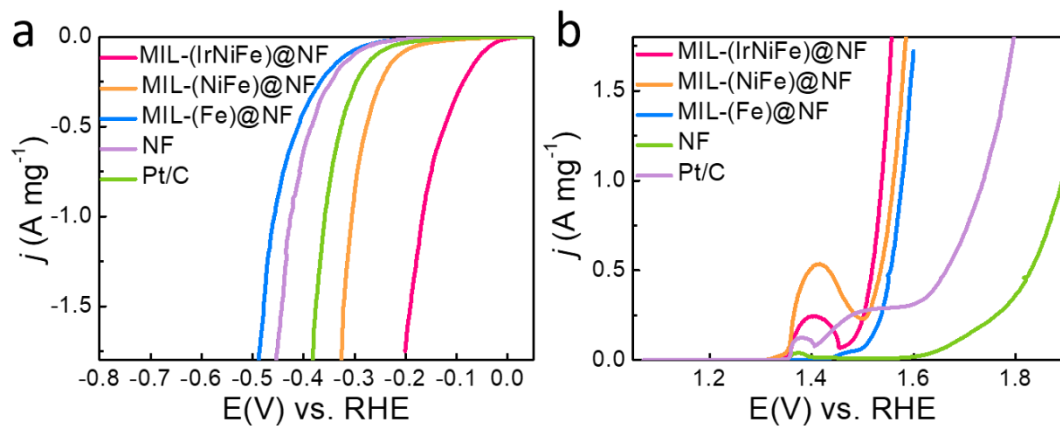 a
0.0
-0.5
-1.0
-1.5
j (A mg⁻¹)
MIL-(IrNiFe)@NF
MIL-(NiFe)@NF
MIL-(Fe)@NF
NF
Pt/C
-0.8 -0.7 -0.6 -0.5 -0.4 -0.3 -0.2 -0.1 0.0
E(V) vs. RHE
b
1.5
1.0
0.5
0.0
j (A mg⁻¹)
MIL-(IrNiFe)@NF
MIL-(NiFe)@NF
MIL-(Fe)@NF
NF
Pt/C
1.2 1.4 1.6 1.8
E(V) vs. RHE